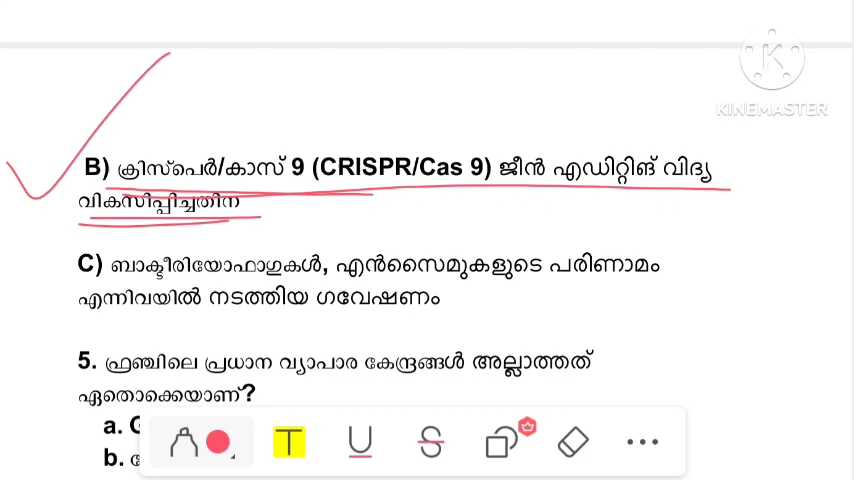 KINEMASTER
B) ക്രിസ്പെർ/കാസ് 9 (CRISPR/Cas 9) ജീൻ എഡിറ്റിങ് വിദ്യ
വികസിപ്പിച്ചതിന
C) ബാക്ടീരിയോഫാഗുകൾ, എൻസൈമുകളുടെ പരിണാമം
എന്നിവയിൽ നടത്തിയ ഗവേഷണം
5. ഫ്രഞ്ചിലെ പ്രധാന വ്യാപാര കേന്ദ്രങ്ങൾ അല്ലാത്തത്
ഏതൊക്കെയാണ്?
a.
b.